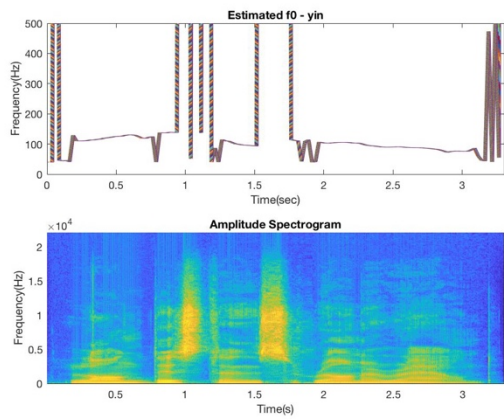 Estimated f0 - yin
500
400
300
200
100
0
Frequency(Hz)
0 0.5 1 1.5 2 2.5 3
Time(sec)
Amplitude Spectrogram
×10⁴
2
1.5
1
0.5
0
Frequency(Hz)
0 0.5 1 1.5 2 2.5 3
Time(s)